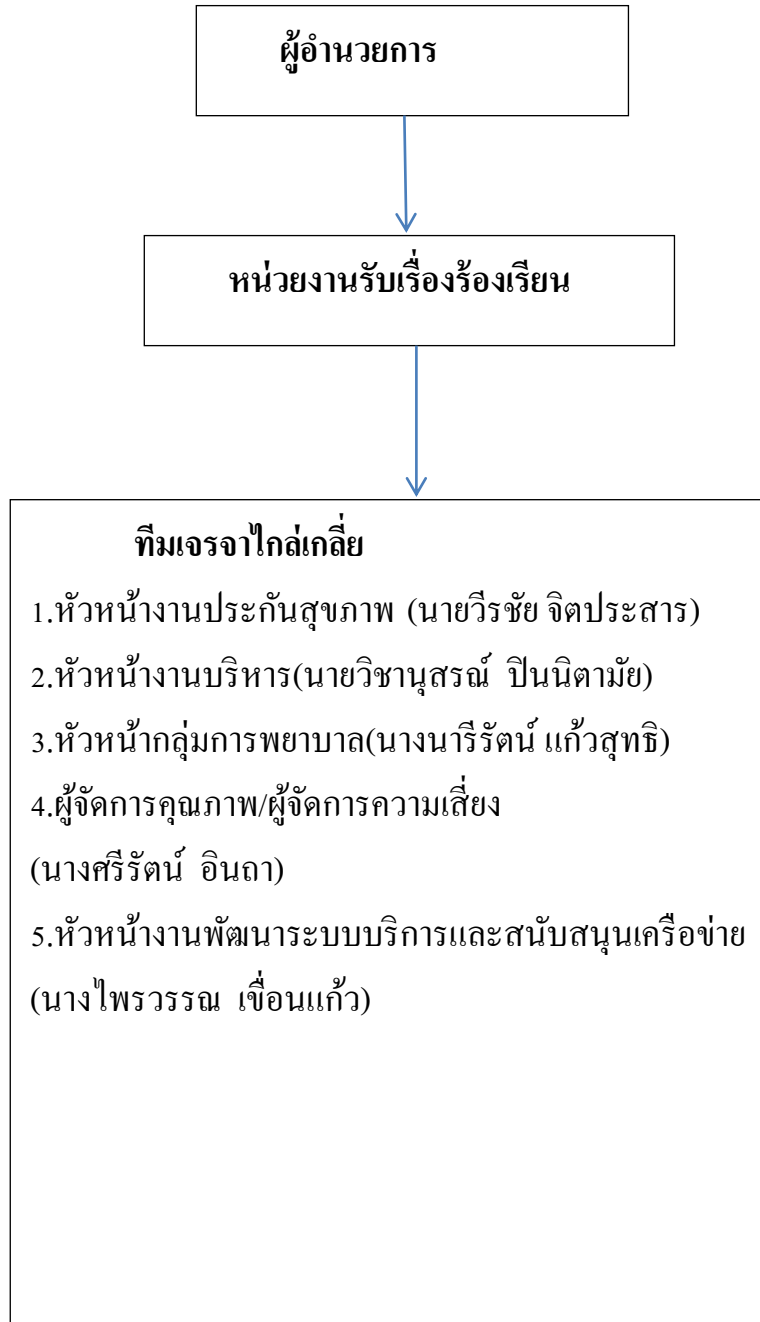 ผู้อำนวยการ
หน่วยงานรับเรื่องร้องเรียน
ทีมเจรจาไกล่เกลี่ย
1.หัวหน้างานประกันสุขภาพ (นายวีรชัย จิตประสาร)
2.หัวหน้างานบริหาร(นายวิชานุสรณ์ ปินนิตามัย)
3.หัวหน้ากลุ่มการพยาบาล(นางนารีรัตน์ แก้วสุทธิ)
4.ผู้จัดการคุณภาพ/ผู้จัดการความเสี่ยง
(นางศรีรัตน์ อินถา)
5.หัวหน้างานพัฒนาระบบบริการและสนับสนุนเครือข่าย
(นางไพรวรรณ เขื่อนแก้ว)